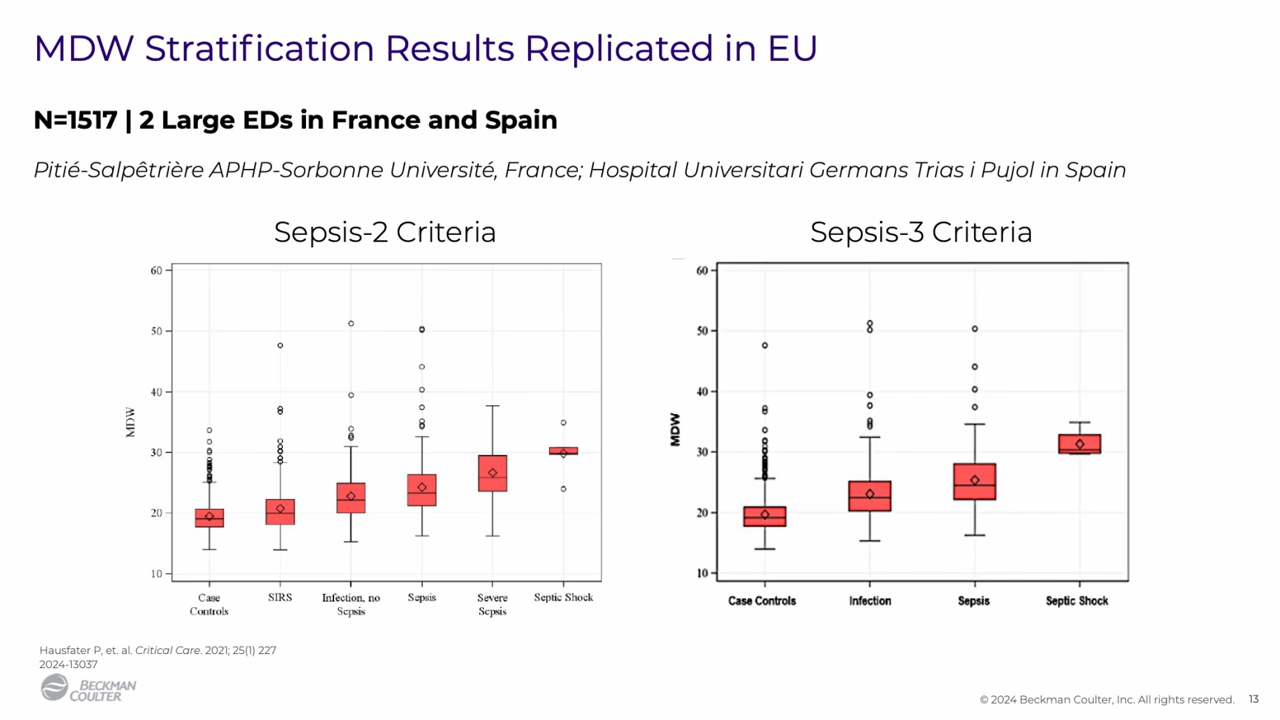 MDW Stratification Results Replicated in EU
N=1517 | 2 Large EDs in France and Spain
Pitié-Salpêtrière APHP-Sorbonne Université, France; Hospital Universitari Germans Trias i Pujol in Spain
Sepsis-2 Criteria
60
50
40
30
20
10
MDW
Case
Controls
SIRS
Infection, no
Sepsis
Sepsis
Severe
Sepsis
Septic Shock
Sepsis-3 Criteria
60
50
40
30
20
10
MDW
Case Controls
Infection
Sepsis
Septic Shock
Hausfater P, et. al. Critical Care. 2021; 25(1) 227
2024-13037
BECKMAN
COULTER
© 2024 Beckman Coulter, Inc. All rights reserved.
13